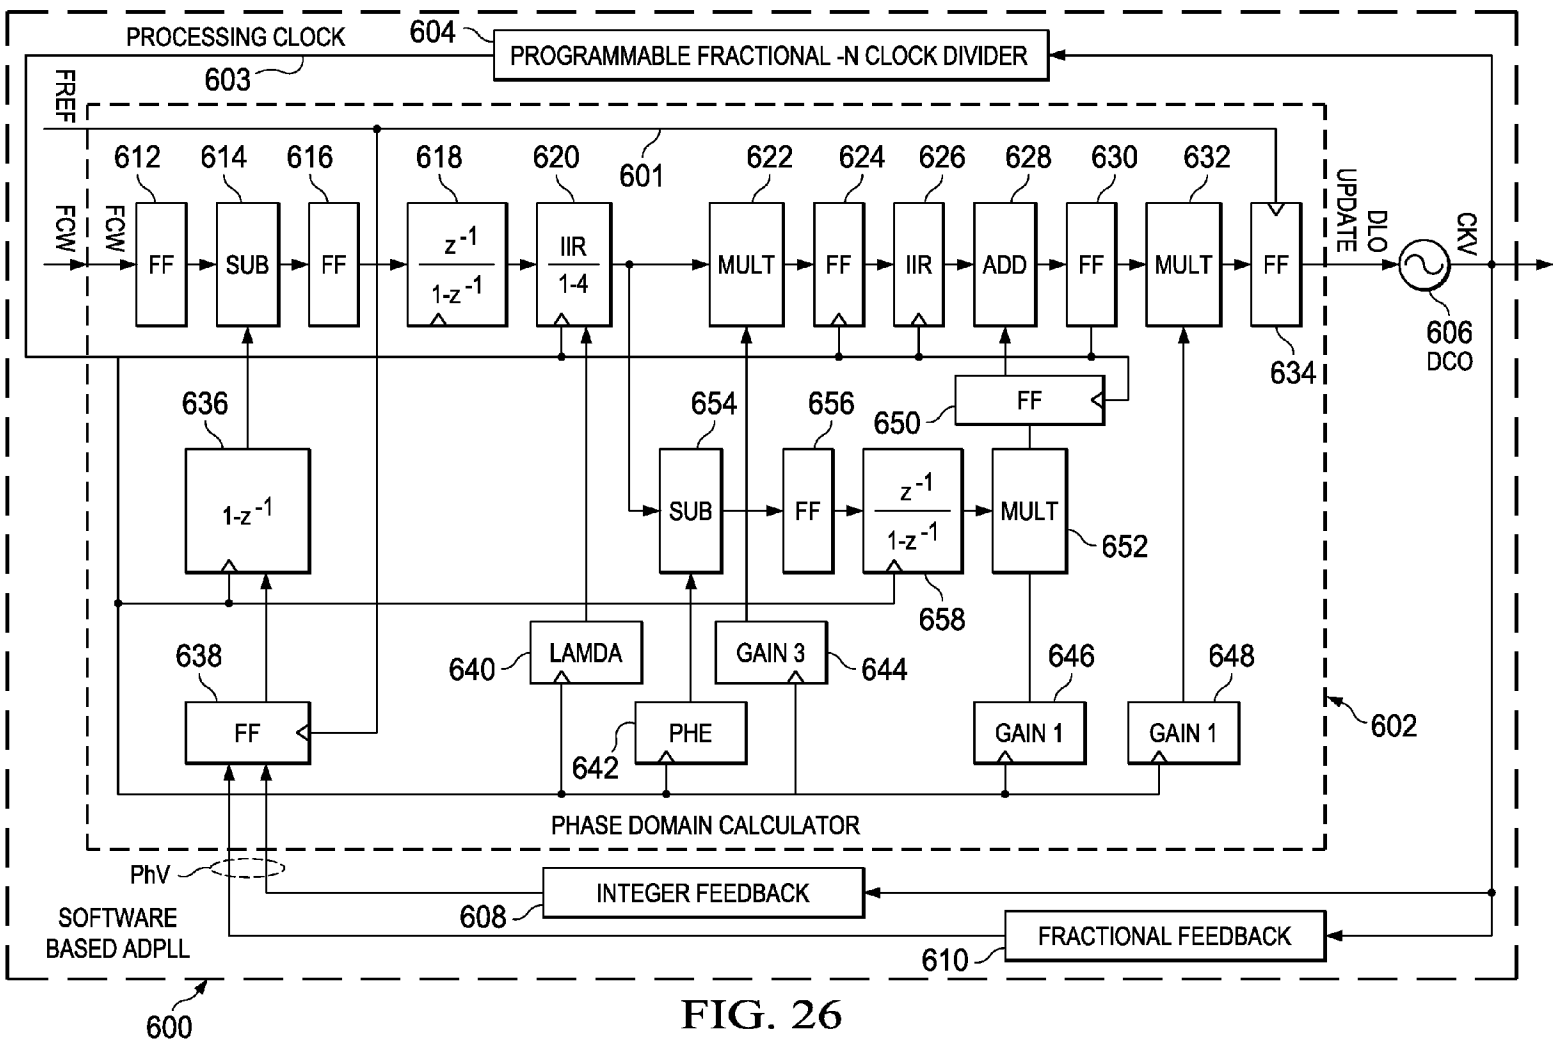 PROCESSING CLOCK
603
604
PROGRAMMABLE FRACTIONAL -N CLOCK DIVIDER
FREF
601
612
614
616
618
620
622
624
626
628
630
632
FCW
FCW
FF
SUB
FF
z-1
1-z-1
IIR
1-4
MULT
FF
IIR
ADD
FF
MULT
FF
634
UPDATE
DLO
CKV
606
DCO
636
1-z-1
654
SUB
656
FF
z-1
1-z-1
658
650
FF
MULT
652
638
FF
640
LAMDA
GAIN 3
644
642
PHE
646
GAIN 1
648
GAIN 1
602
PHASE DOMAIN CALCULATOR
PhV
INTEGER FEEDBACK
608
SOFTWARE
BASED ADPLL
FRACTIONAL FEEDBACK
610
600
FIG. 26